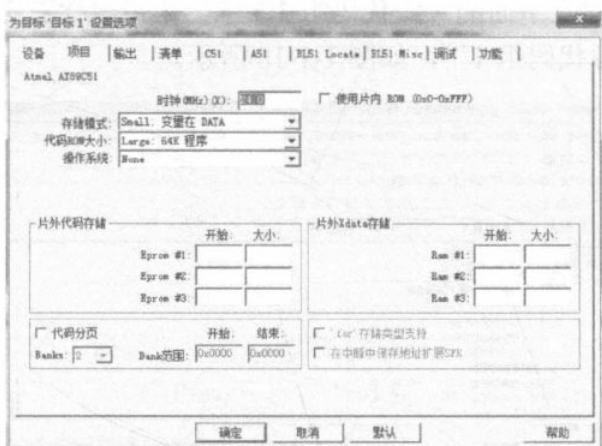 为目标 '目标 1' 设置选项
设备 项目 输出 清单 C51 A51 BL51 Locate BL51 Misc 调试 功能
Atmel AT89C51
时钟(MHz)(X):
使用片内 ROM (0x0-0xFFF)
存储模式: Small: 变量在 DATA
代码ROM大小: Large: 64K 程序
操作系统: None
片外代码存储
开始: 大小:
Eprom #1:
Eprom #2:
Eprom #3:
片外Xdata存储
开始: 大小:
Ram #1:
Ram #2:
Ram #3:
代码分页
开始: 结束:
Banks: 2 Bank范围: 0x0000 0x0000
'far'存储类型支持
在中断中保存地址扩展SFR
确定 取消 默认 帮助